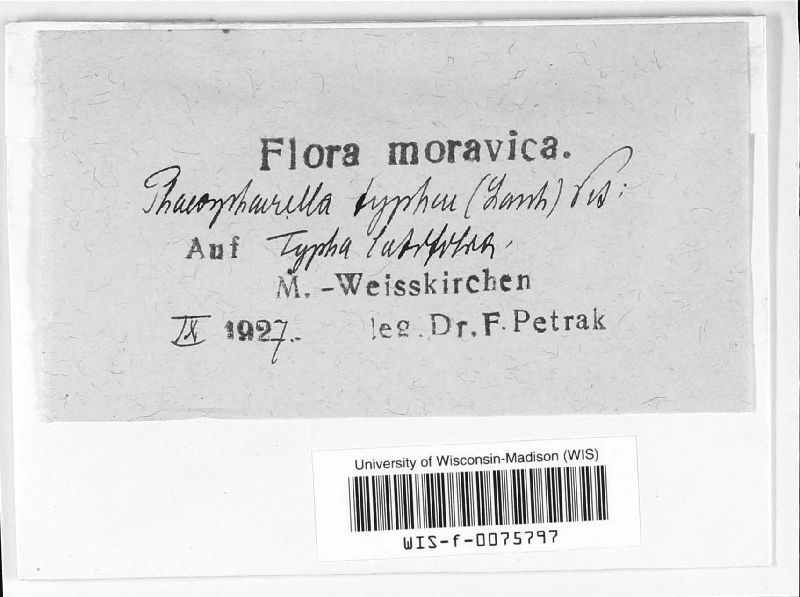 Flora moravica.
Phaeosphaerella typhae (Lasch)
Auf Typha latifolia.
M.-Weisskirchen
IX 1927. leg. Dr. F. Petrak
University of Wisconsin-Madison (WIS)
WIS-f-0075797